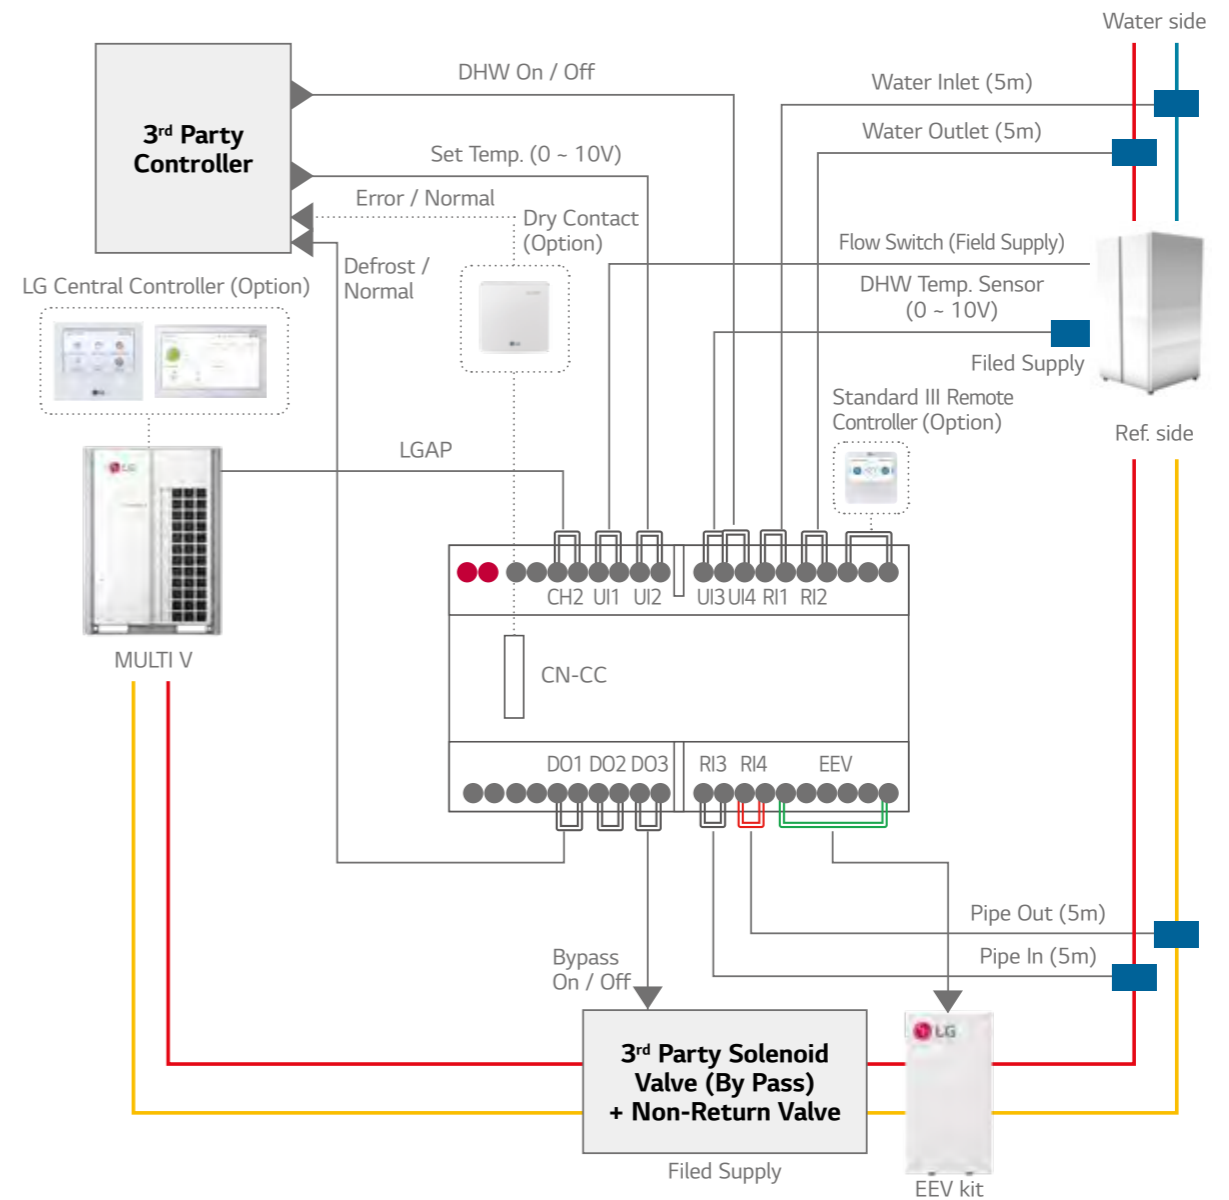 Water side
DHW On / Off
Water Inlet (5m)
3rd Party
Controller
Water Outlet (5m)
Set Temp. (0 ~ 10V)
Error / Normal
Dry Contact
(Option)
Flow Switch (Field Supply)
Defrost /
Normal
LG Central Controller (Option)
DHW Temp. Sensor
(0 ~ 10V)
Filed Supply
Standard III Remote
Controller (Option)
Ref. side
LGAP
LG
CH2 UI1 UI2 UI3 UI4 RI1 RI2
MULTI V
CN-CC
DO1 DO2 DO3 RI3 RI4 EEV
Pipe Out (5m)
Bypass
On / Off
Pipe In (5m)
LG
3rd Party Solenoid
Valve (By Pass)
+ Non-Return Valve
Filed Supply
EEV kit